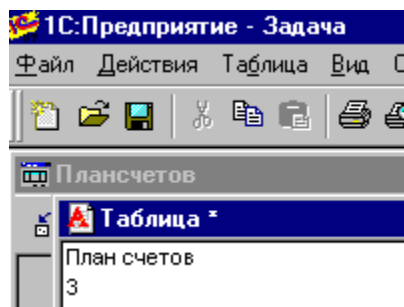 1С:Предприятие - Задача
Файл Действия Таблица Вид
Плансчетов
Таблица *
План счетов
3